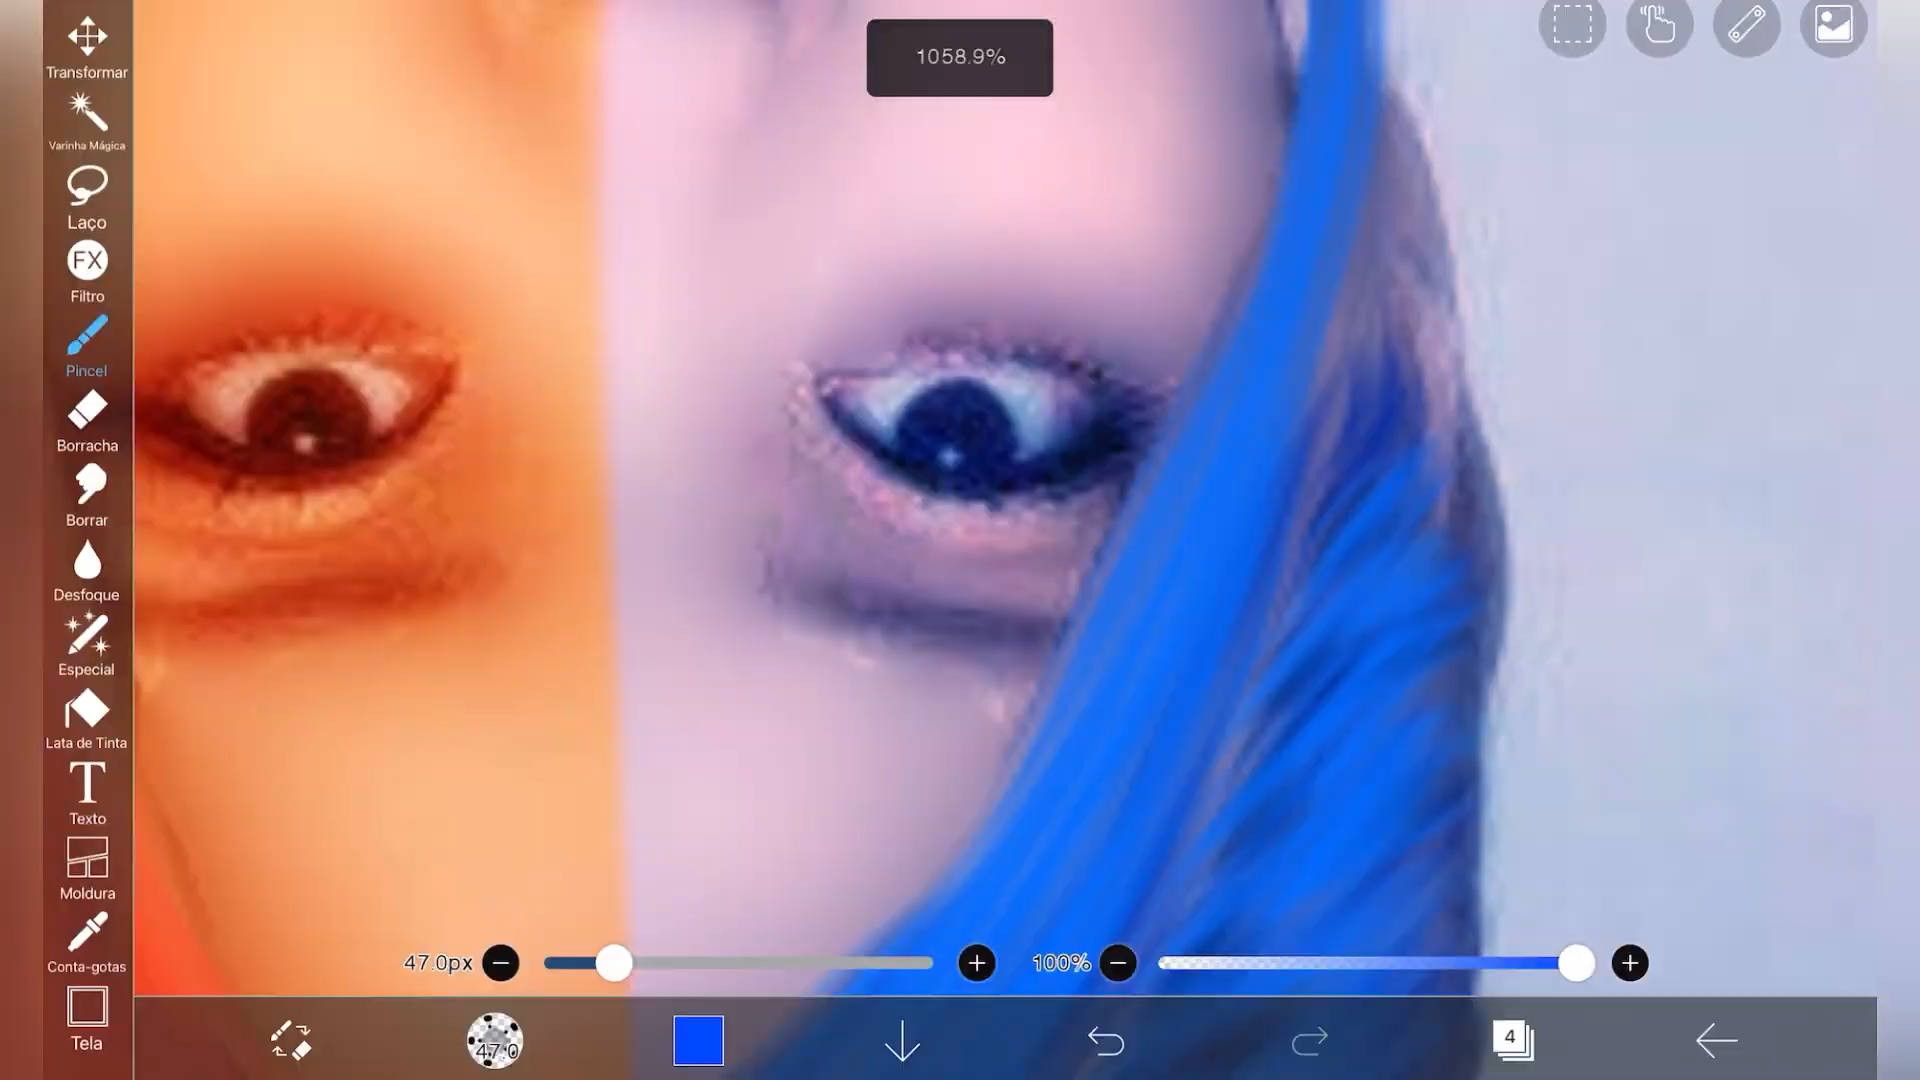 1058.9%
Transformar
Varinha Mágica
Laço
FX
Filtro
Pincel
Borracha
Borrar
Desfoque
Especial
Lata de Tinta
T
Texto
Moldura
Conta-gotas
Tela
47.0px
100%
47.0
4